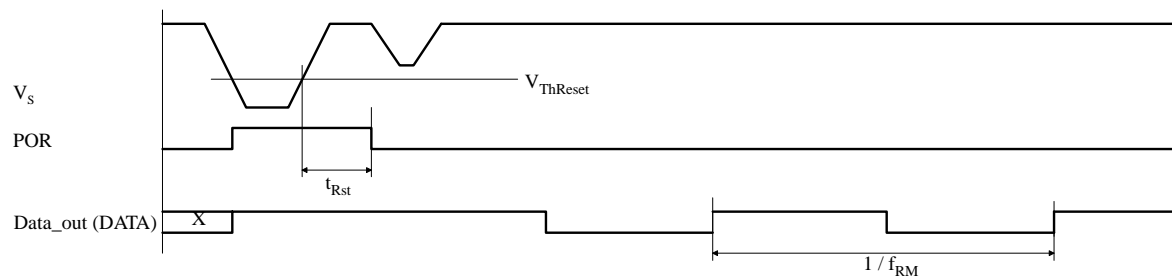 V_ThReset
V_S
POR
t_Rst
X
Data_out (DATA)
1 / f_RM